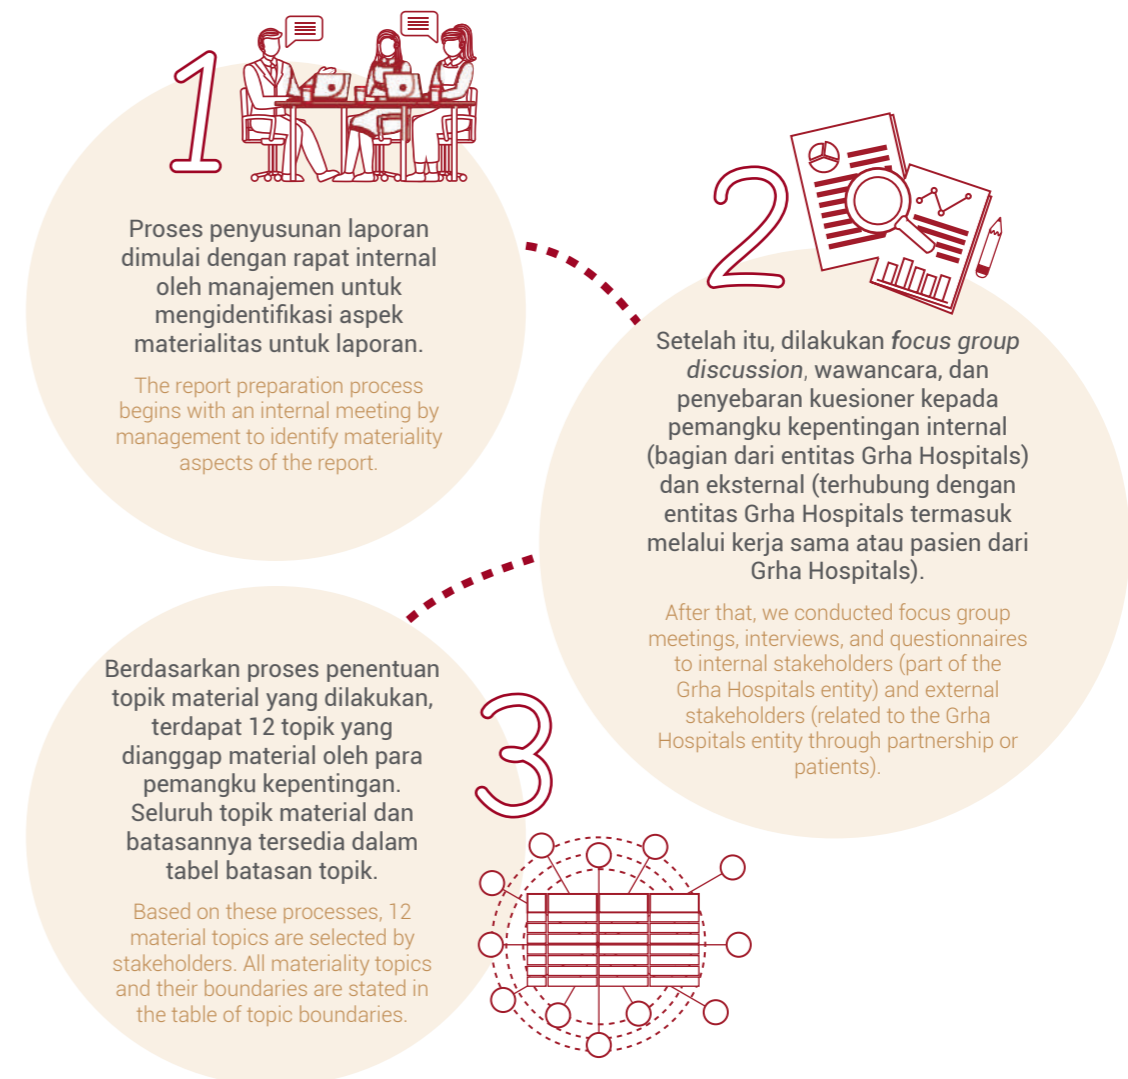 1
Proses penyusunan laporan
dimulai dengan rapat internal
oleh manajemen untuk
mengidentifikasi aspek
materialitas untuk laporan.
The report preparation process
begins with an internal meeting by
management to identify materiality
aspects of the report.
2
Setelah itu, dilakukan focus group
discussion, wawancara, dan
penyebaran kuesioner kepada
pemangku kepentingan internal
(bagian dari entitas Grha Hospitals)
dan eksternal (terhubung dengan
entitas Grha Hospitals termasuk
melalui kerja sama atau pasien dari
Grha Hospitals).
After that, we conducted focus group
meetings, interviews, and questionnaires
to internal stakeholders (part of the
Grha Hospitals entity) and external
stakeholders (related to the Grha
Hospitals entity through partnership or
patients).
3
Berdasarkan proses penentuan
topik material yang dilakukan,
terdapat 12 topik yang
dianggap material oleh para
pemangku kepentingan.
Seluruh topik material dan
batasannya tersedia dalam
tabel batasan topik.
Based on these processes, 12
material topics are selected by
stakeholders. All materiality topics
and their boundaries are stated in
the table of topic boundaries.